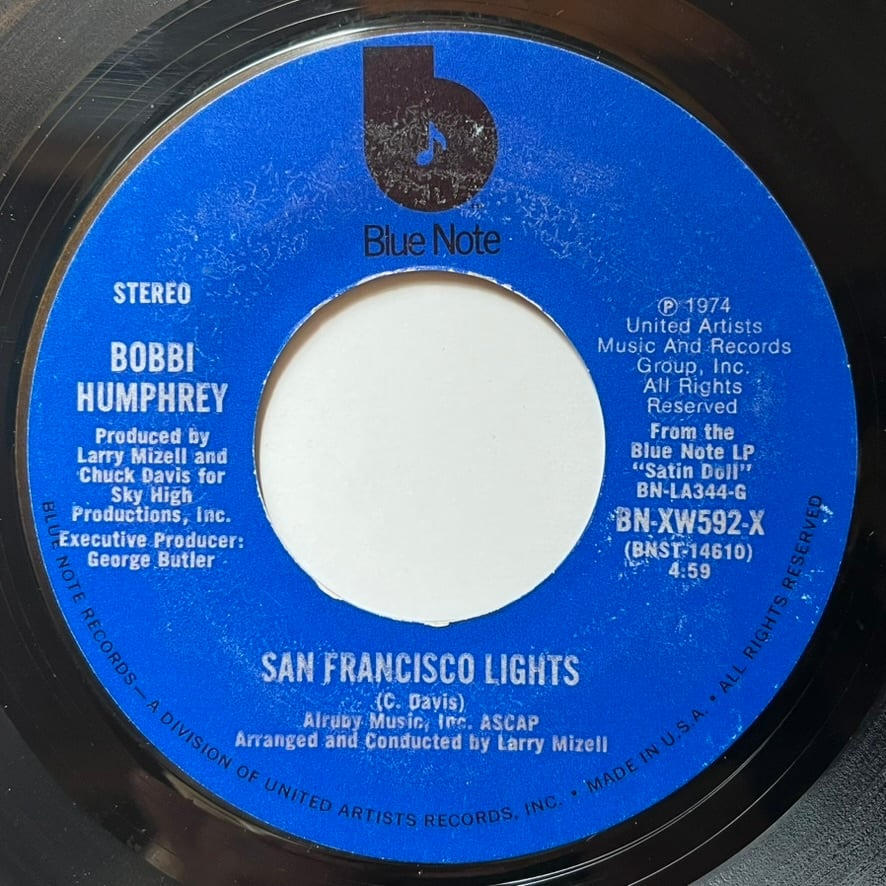 Blue Note
STEREO
BOBBI
HUMPHREY
Produced by
Larry Mizell and
Chuck Davis for
Sky High
Productions, Inc.
Executive Producer:
George Butler
℗ 1974
United Artists
Music And Records
Group, Inc.
All Rights
Reserved
From the
Blue Note LP
"Satin Doll"
BN-LA344-G
BN-XW592-X
(BNST-14610)
4:59
SAN FRANCISCO LIGHTS
(C. Davis)
Alruby Music, Inc. ASCAP
Arranged and Conducted by Larry Mizell
BLUE NOTE RECORDS—A DIVISION OF UNITED ARTISTS RECORDS, INC. • MADE IN U.S.A. • ALL RIGHTS RESERVED